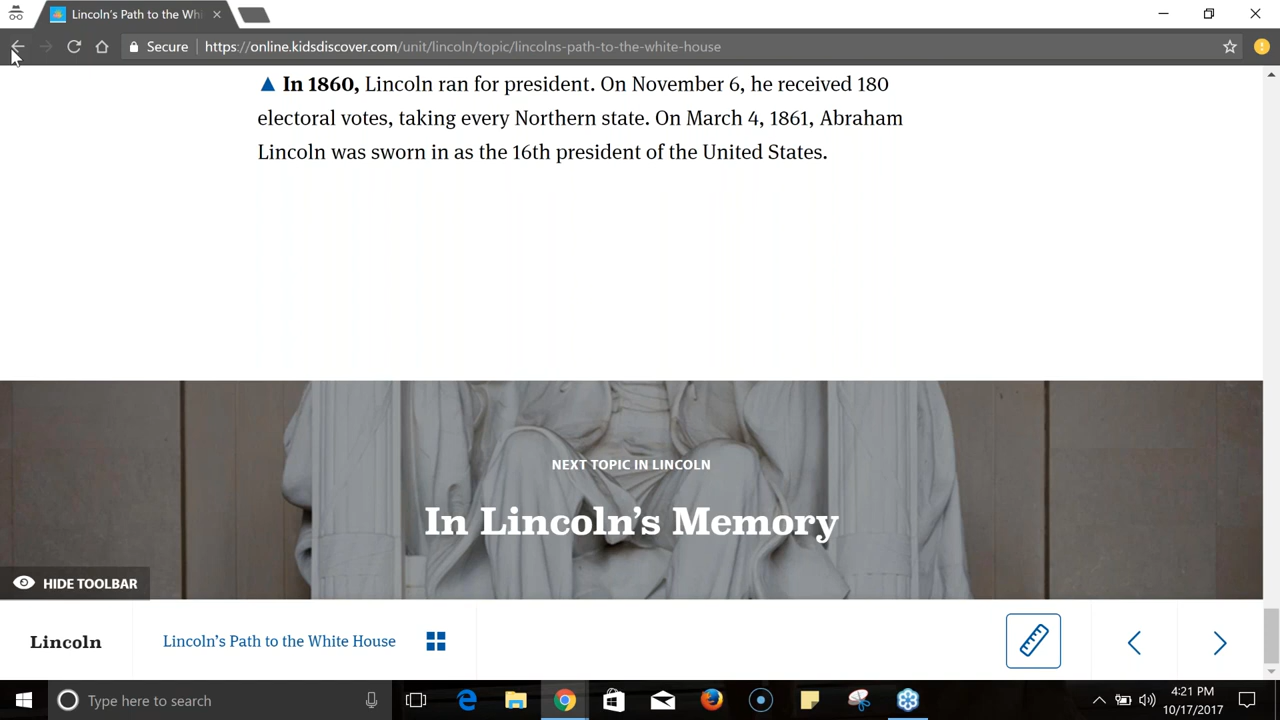 Lincoln's Path to the Wh
Secure https://online.kidsdiscover.com/unit/lincoln/topic/lincolns-path-to-the-white-house
▲ In 1860, Lincoln ran for president. On November 6, he received 180
electoral votes, taking every Northern state. On March 4, 1861, Abraham
Lincoln was sworn in as the 16th president of the United States.
NEXT TOPIC IN LINCOLN
In Lincoln's Memory
HIDE TOOLBAR
Lincoln
Lincoln's Path to the White House
Type here to search
4:21 PM
10/17/2017